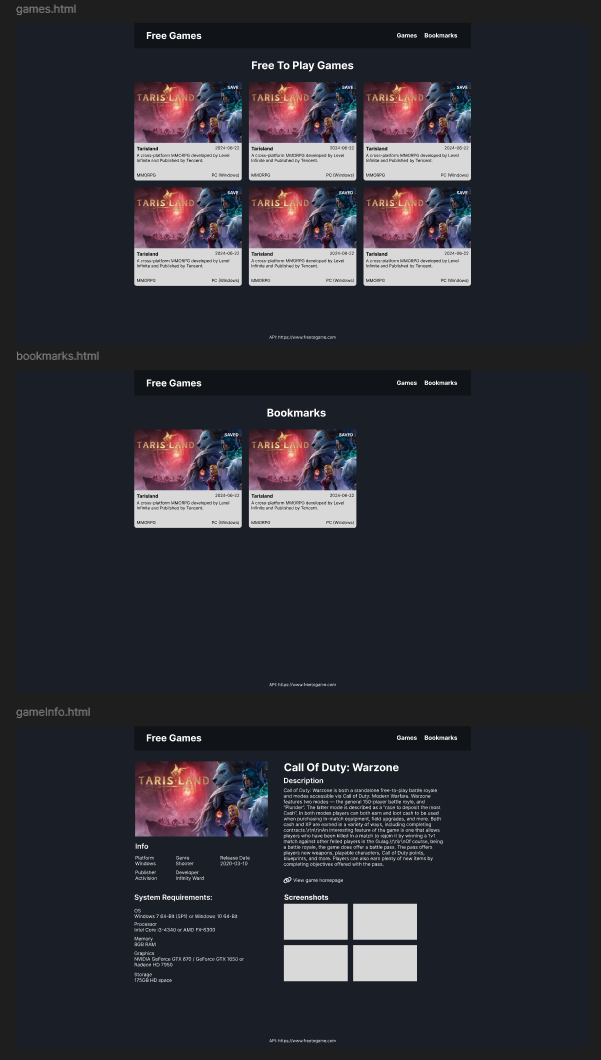 games.html
Free Games
Games Bookmarks
Free To Play Games
TARISLAND SAVE
TARISLAND SAVE
TARISLAND SAVE
Tarisland 2024-06-22
A cross-platform MMORPG developed by Level
Infinite and Published by Tencent.
MMORPG PC (Windows)
Tarisland 2024-06-22
A cross-platform MMORPG developed by Level
Infinite and Published by Tencent.
MMORPG PC (Windows)
Tarisland 2024-06-22
A cross-platform MMORPG developed by Level
Infinite and Published by Tencent.
MMORPG PC (Windows)
TARISLAND SAVE
TARISLAND SAVED
TARISLAND SAVE
Tarisland 2024-06-22
A cross-platform MMORPG developed by Level
Infinite and Published by Tencent.
MMORPG PC (Windows)
Tarisland 2024-06-22
A cross-platform MMORPG developed by Level
Infinite and Published by Tencent.
MMORPG PC (Windows)
Tarisland 2024-06-22
A cross-platform MMORPG developed by Level
Infinite and Published by Tencent.
MMORPG PC (Windows)
API: https://www.freetogame.com
bookmarks.html
Free Games
Games Bookmarks
Bookmarks
TARISLAND SAVED
TARISLAND SAVED
Tarisland 2024-06-22
A cross-platform MMORPG developed by Level
Infinite and Published by Tencent.
MMORPG PC (Windows)
Tarisland 2024-06-22
A cross-platform MMORPG developed by Level
Infinite and Published by Tencent.
MMORPG PC (Windows)
API: https://www.freetogame.com
gameInfo.html
Free Games
Games Bookmarks
TARISLAND
Info
Platform Genre Release Date
Windows Shooter 2020-03-10
Publisher Developer
Activision Infinity Ward
System Requirements:
OS
Windows 7 64-Bit (SP1) or Windows 10 64-Bit
Processor
Intel Core i3-4340 or AMD FX-6300
Memory
8GB RAM
Graphics
NVIDIA GeForce GTX 670 / GeForce GTX 1650 or
Radeon HD 7950
Storage
175GB HD space
Call Of Duty: Warzone
Description
Call of Duty: Warzone is both a standalone free-to-play battle royale
and modes accessible via Call of Duty: Modern Warfare. Warzone
features two modes — the general 150-player battle royle, and
"Plunder". The latter mode is described as a "race to deposit the most
Cash". In both modes players can both earn and loot cash to be used
when purchasing in-match equipment, field upgrades, and more. Both
cash and XP are earned in a variety of ways, including completing
contracts.\r\n\r\nAn interesting feature of the game is one that allows
players who have been killed in a match to rejoin it by winning a 1v1
match against other felled players in the Gulag.\r\n\r\nOf course, being
a battle royale, the game does offer a battle pass. The pass offers
players new weapons, playable characters, Call of Duty points,
blueprints, and more. Players can also earn plenty of new items by
completing objectives offered with the pass.
View game homepage
Screenshots
API: https://www.freetogame.com